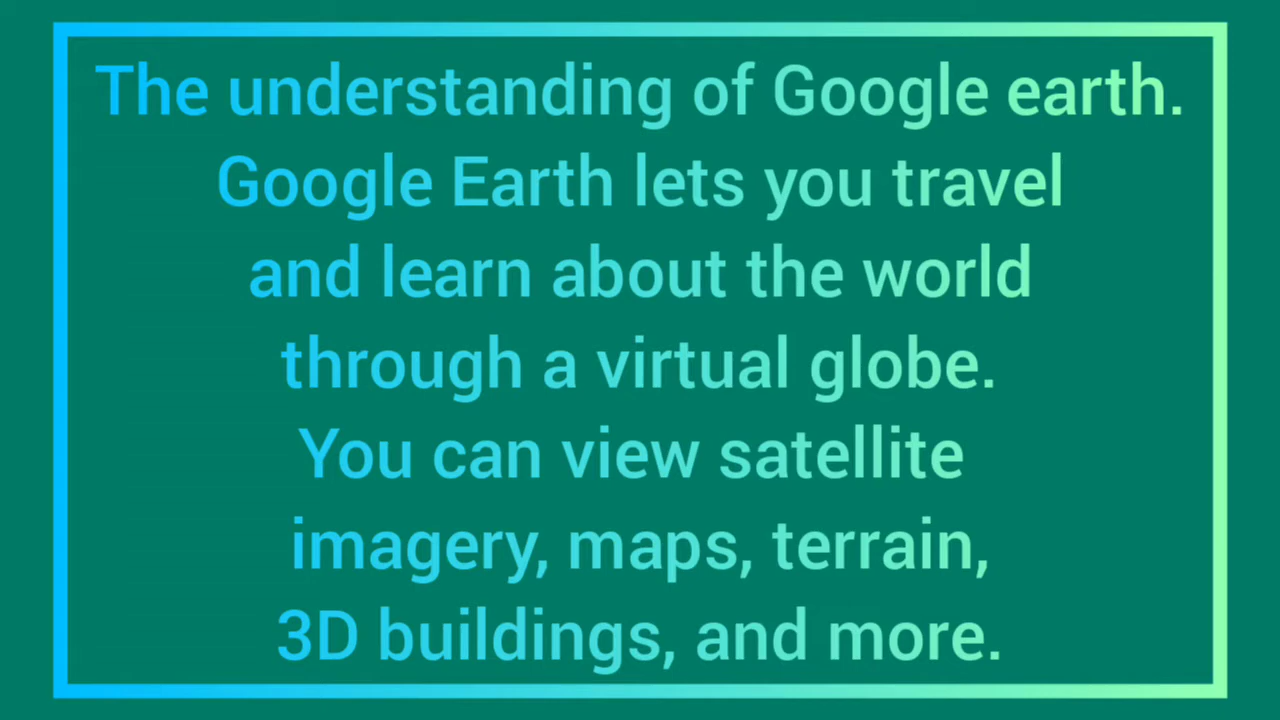 The understanding of Google earth.
Google Earth lets you travel
and learn about the world
through a virtual globe.
You can view satellite
imagery, maps, terrain,
3D buildings, and more.